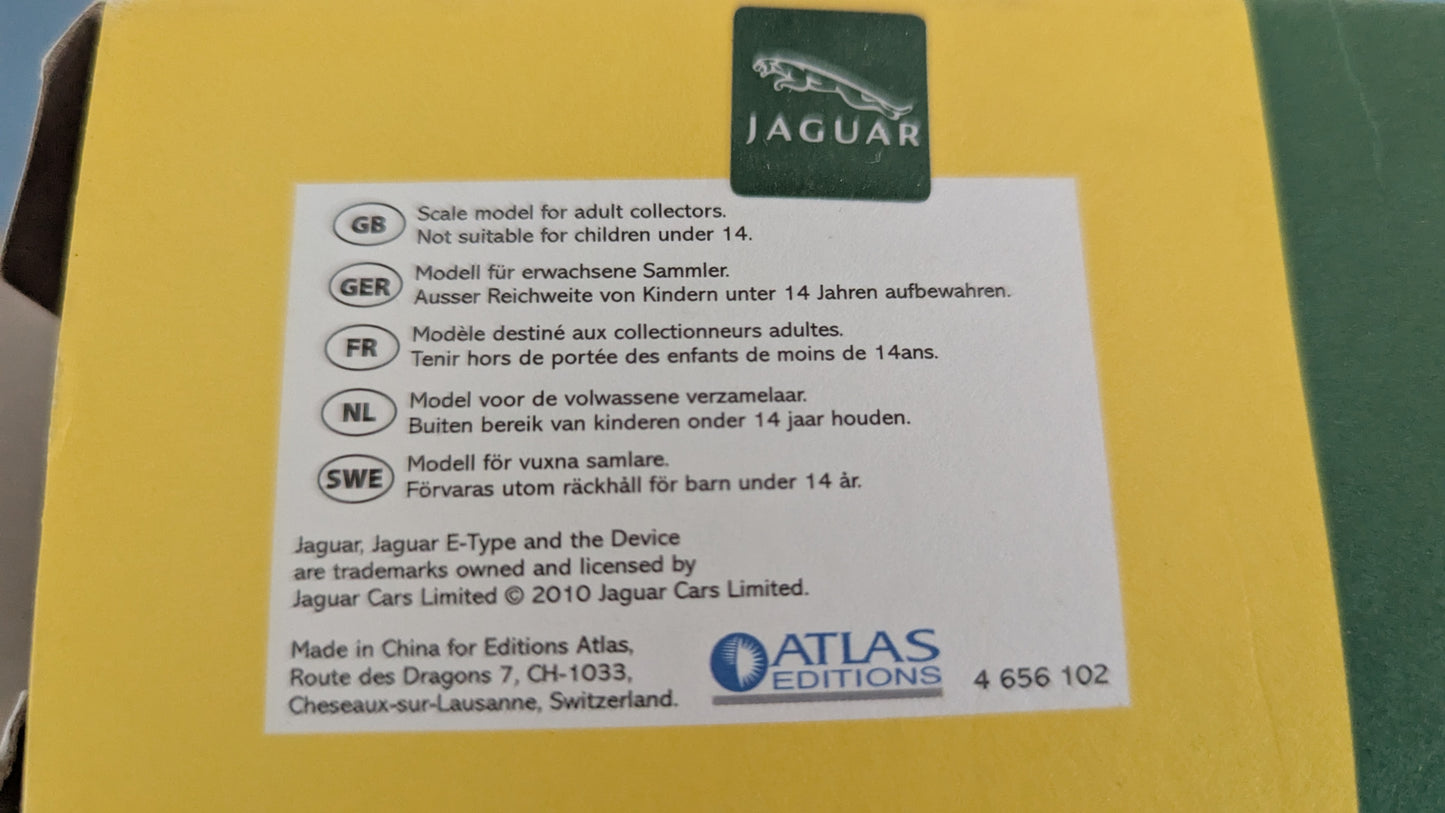 JAGUAR
GB Scale model for adult collectors.
Not suitable for children under 14.
GER Modell für erwachsene Sammler.
Ausser Reichweite von Kindern unter 14 Jahren aufbewahren.
FR Modèle destiné aux collectionneurs adultes.
Tenir hors de portée des enfants de moins de 14ans.
NL Model voor de volwassene verzamelaar.
Buiten bereik van kinderen onder 14 jaar houden.
SWE Modell för vuxna samlare.
Förvaras utom räckhåll för barn under 14 år.
Jaguar, Jaguar E-Type and the Device
are trademarks owned and licensed by
Jaguar Cars Limited © 2010 Jaguar Cars Limited.
Made in China for Editions Atlas,
Route des Dragons 7, CH-1033,
Cheseaux-sur-Lausanne, Switzerland.
ATLAS
EDITIONS
4 656 102